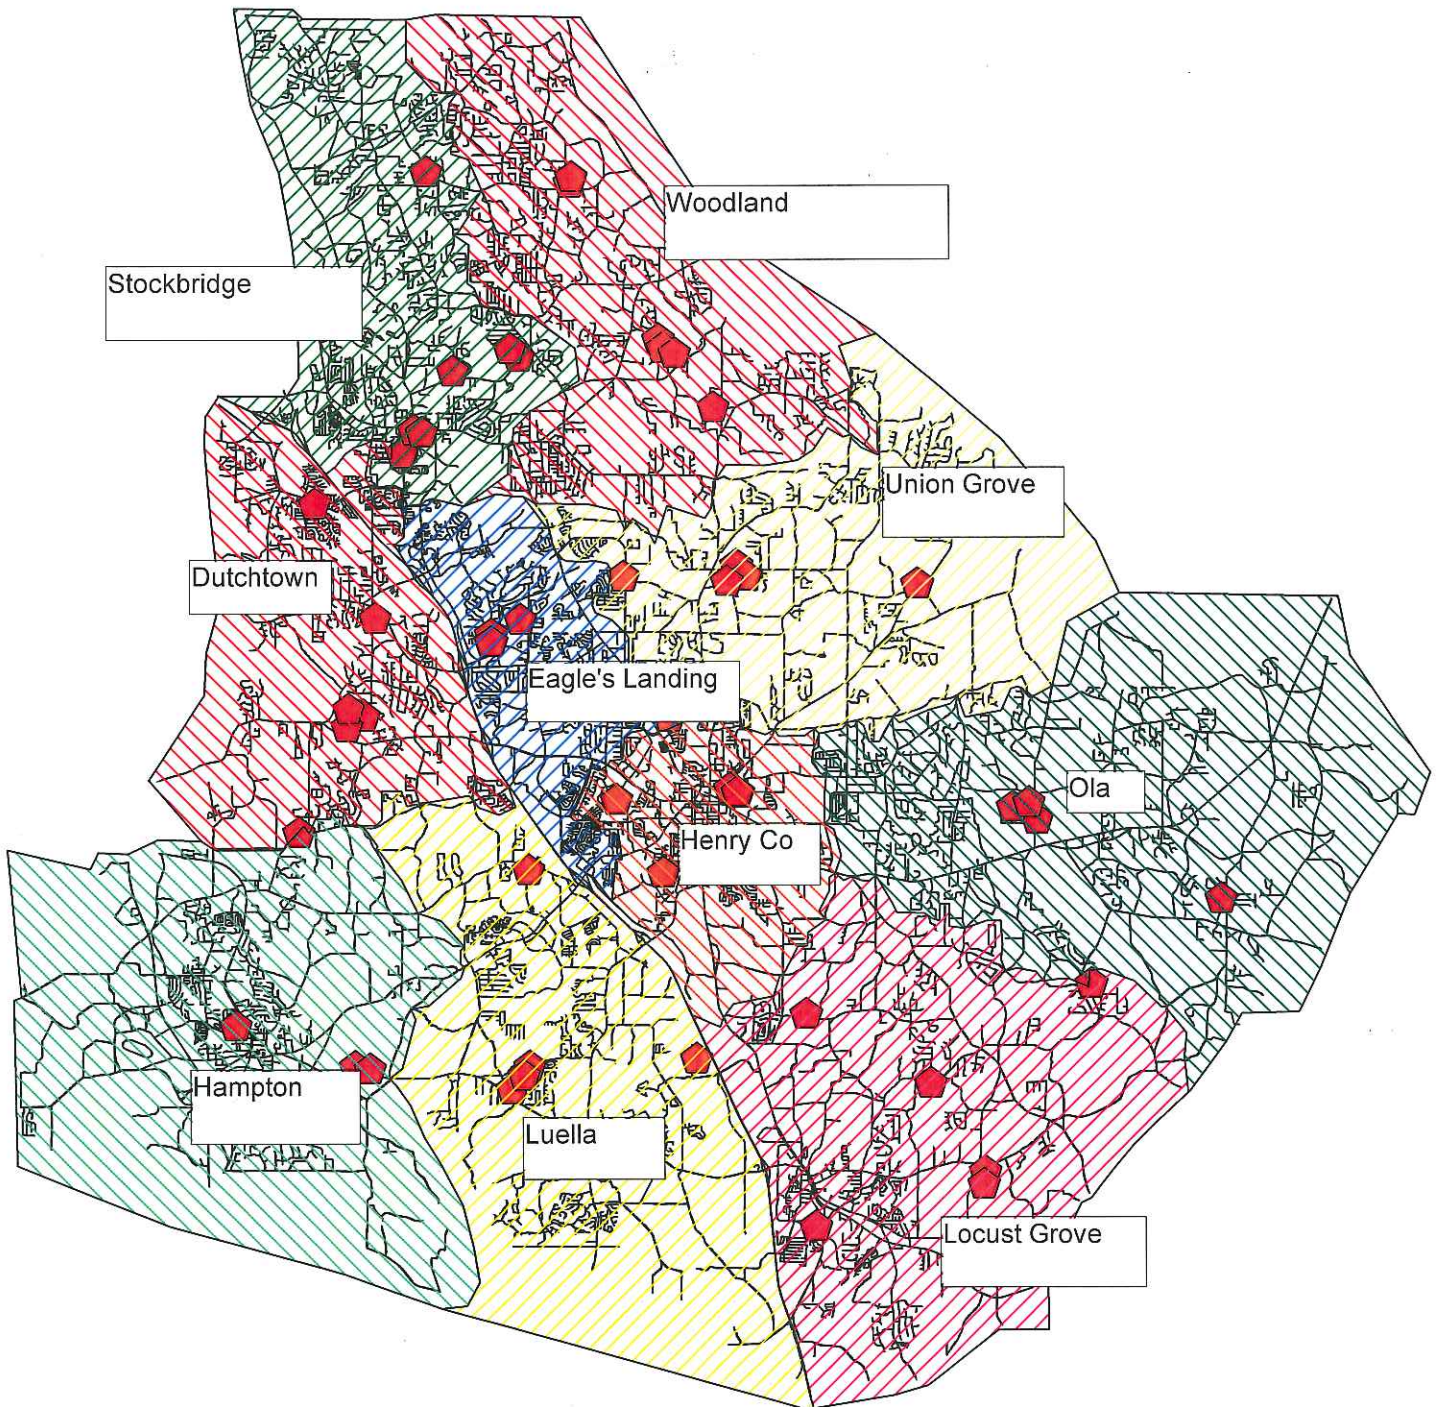 Woodland
Stockbridge
Union Grove
Dutchtown
Eagle's Landing
Ola
Henry Co
Hampton
Luella
Locust Grove